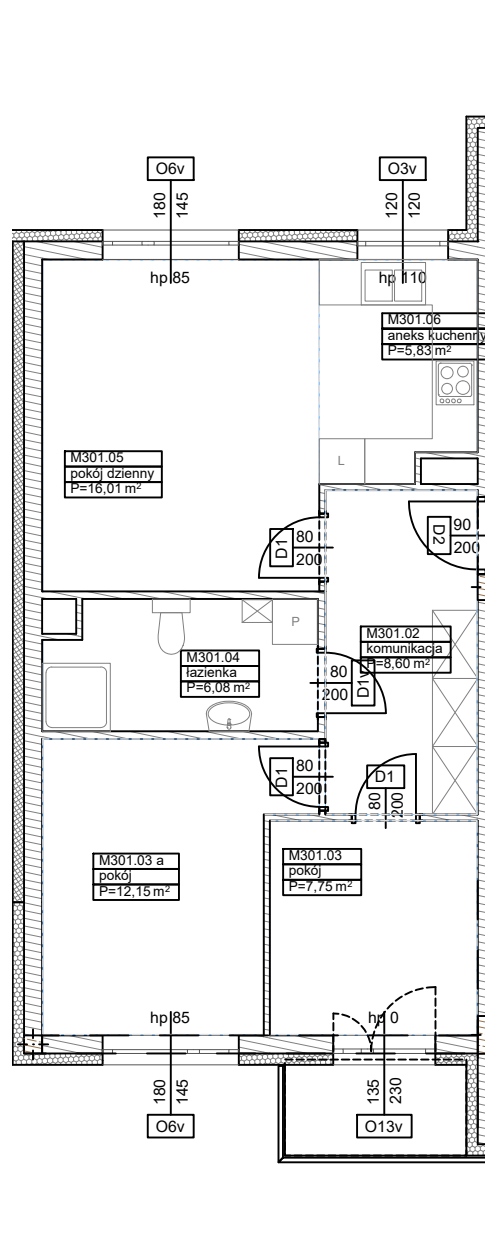 O6v
O3v
180
145
120
120
hp 85
hp 110
M301.06
aneks kuchenny
P=5,83 m²
M301.05
pokój dzienny
P=16,01 m²
L
D1
80
200
D2
90
200
P
M301.02
komunikacja
P=8,60 m²
M301.04
łazienka
P=6,08 m²
80
200
D1v
D1
80
200
D1
80
200
M301.03 a
pokój
P=12,15 m²
M301.03
pokój
P=7,75 m²
hp 85
hp 0
180
145
135
230
O6v
O13v